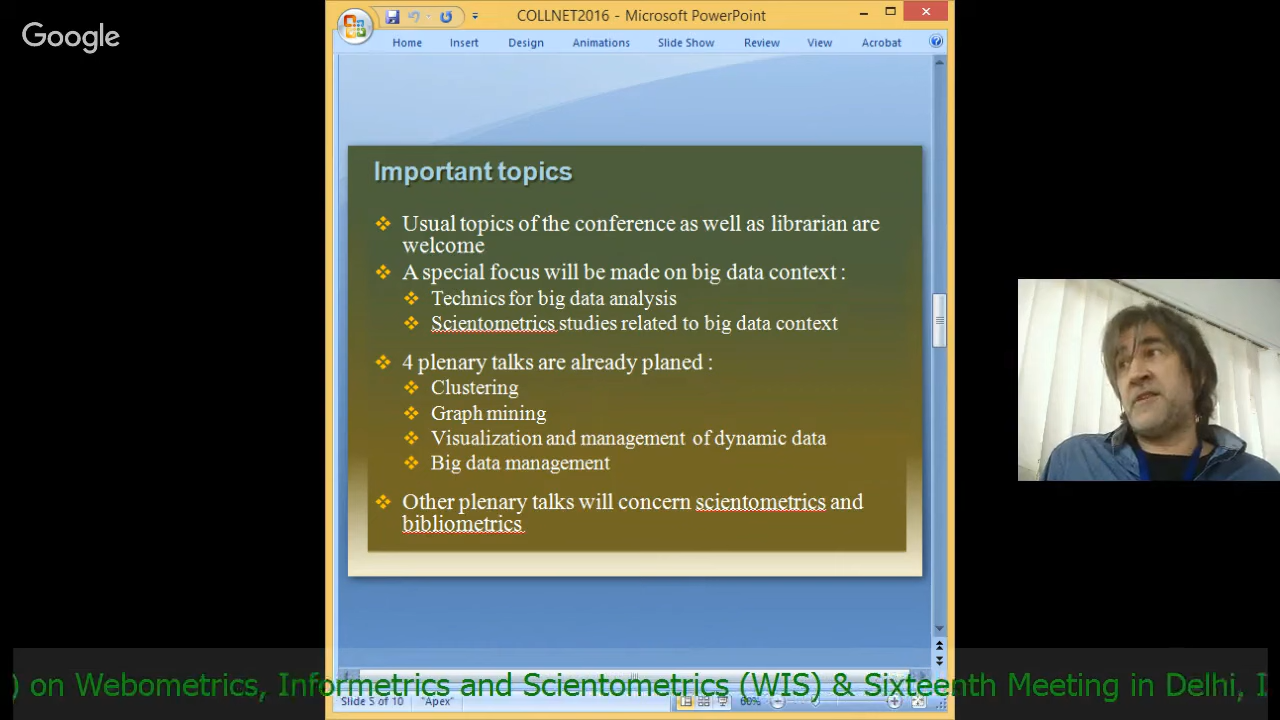 Google
COLLNET2016 - Microsoft PowerPoint
Home Insert Design Animations Slide Show Review View Acrobat
Important topics
Usual topics of the conference as well as librarian are
welcome
A special focus will be made on big data context :
Technics for big data analysis
Scientometrics studies related to big data context
4 plenary talks are already planed :
Clustering
Graph mining
Visualization and management of dynamic data
Big data management
Other plenary talks will concern scientometrics and
bibliometrics
) on Webometrics, Informetrics and Scientometrics (WIS) & Sixteenth Meeting in Delhi, I
Slide 5 of 10 "Apex" 60%